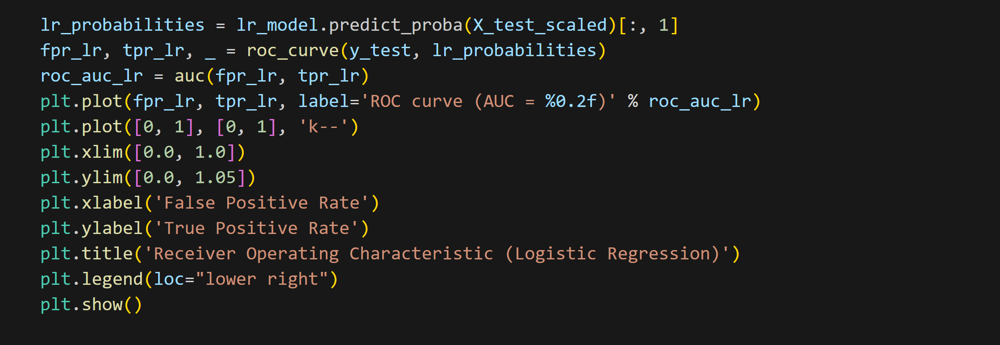 lr_probabilities = lr_model.predict_proba(X_test_scaled)[:, 1]
fpr_lr, tpr_lr, _ = roc_curve(y_test, lr_probabilities)
roc_auc_lr = auc(fpr_lr, tpr_lr)
plt.plot(fpr_lr, tpr_lr, label='ROC curve (AUC = %0.2f)' % roc_auc_lr)
plt.plot([0, 1], [0, 1], 'k--')
plt.xlim([0.0, 1.0])
plt.ylim([0.0, 1.05])
plt.xlabel('False Positive Rate')
plt.ylabel('True Positive Rate')
plt.title('Receiver Operating Characteristic (Logistic Regression)')
plt.legend(loc="lower right")
plt.show()